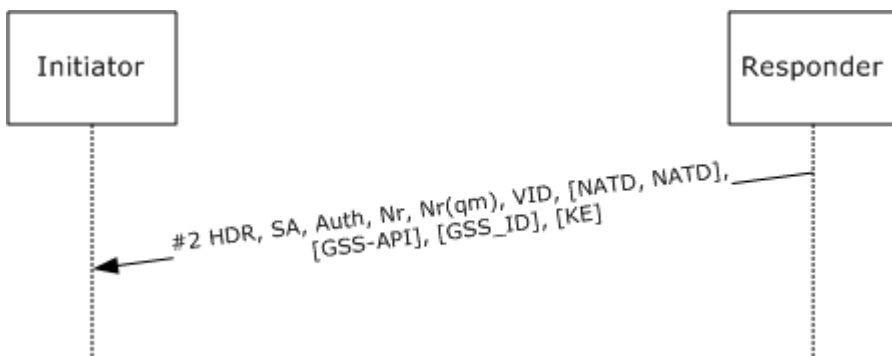 Initiator
Responder
#2 HDR, SA, Auth, Nr, Nr(qm), VID, [NATD, NATD],
[GSS-API], [GSS_ID], [KE]